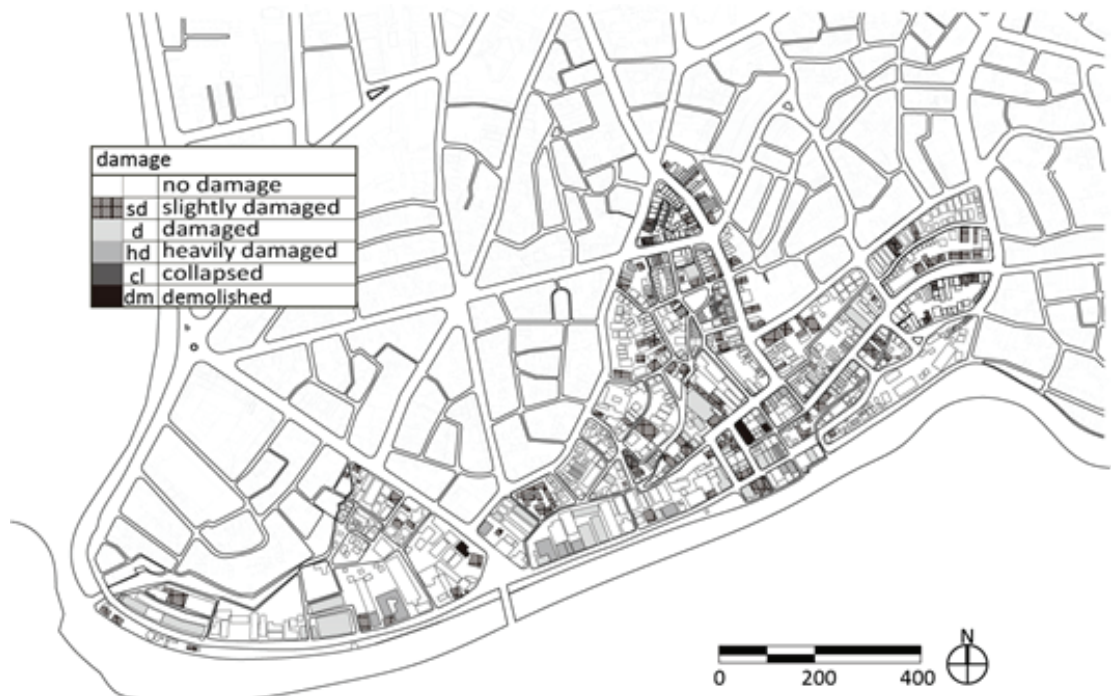 damage
no damage
sd slightly damaged
d damaged
hd heavily damaged
cl collapsed
dm demolished
N
0 200 400